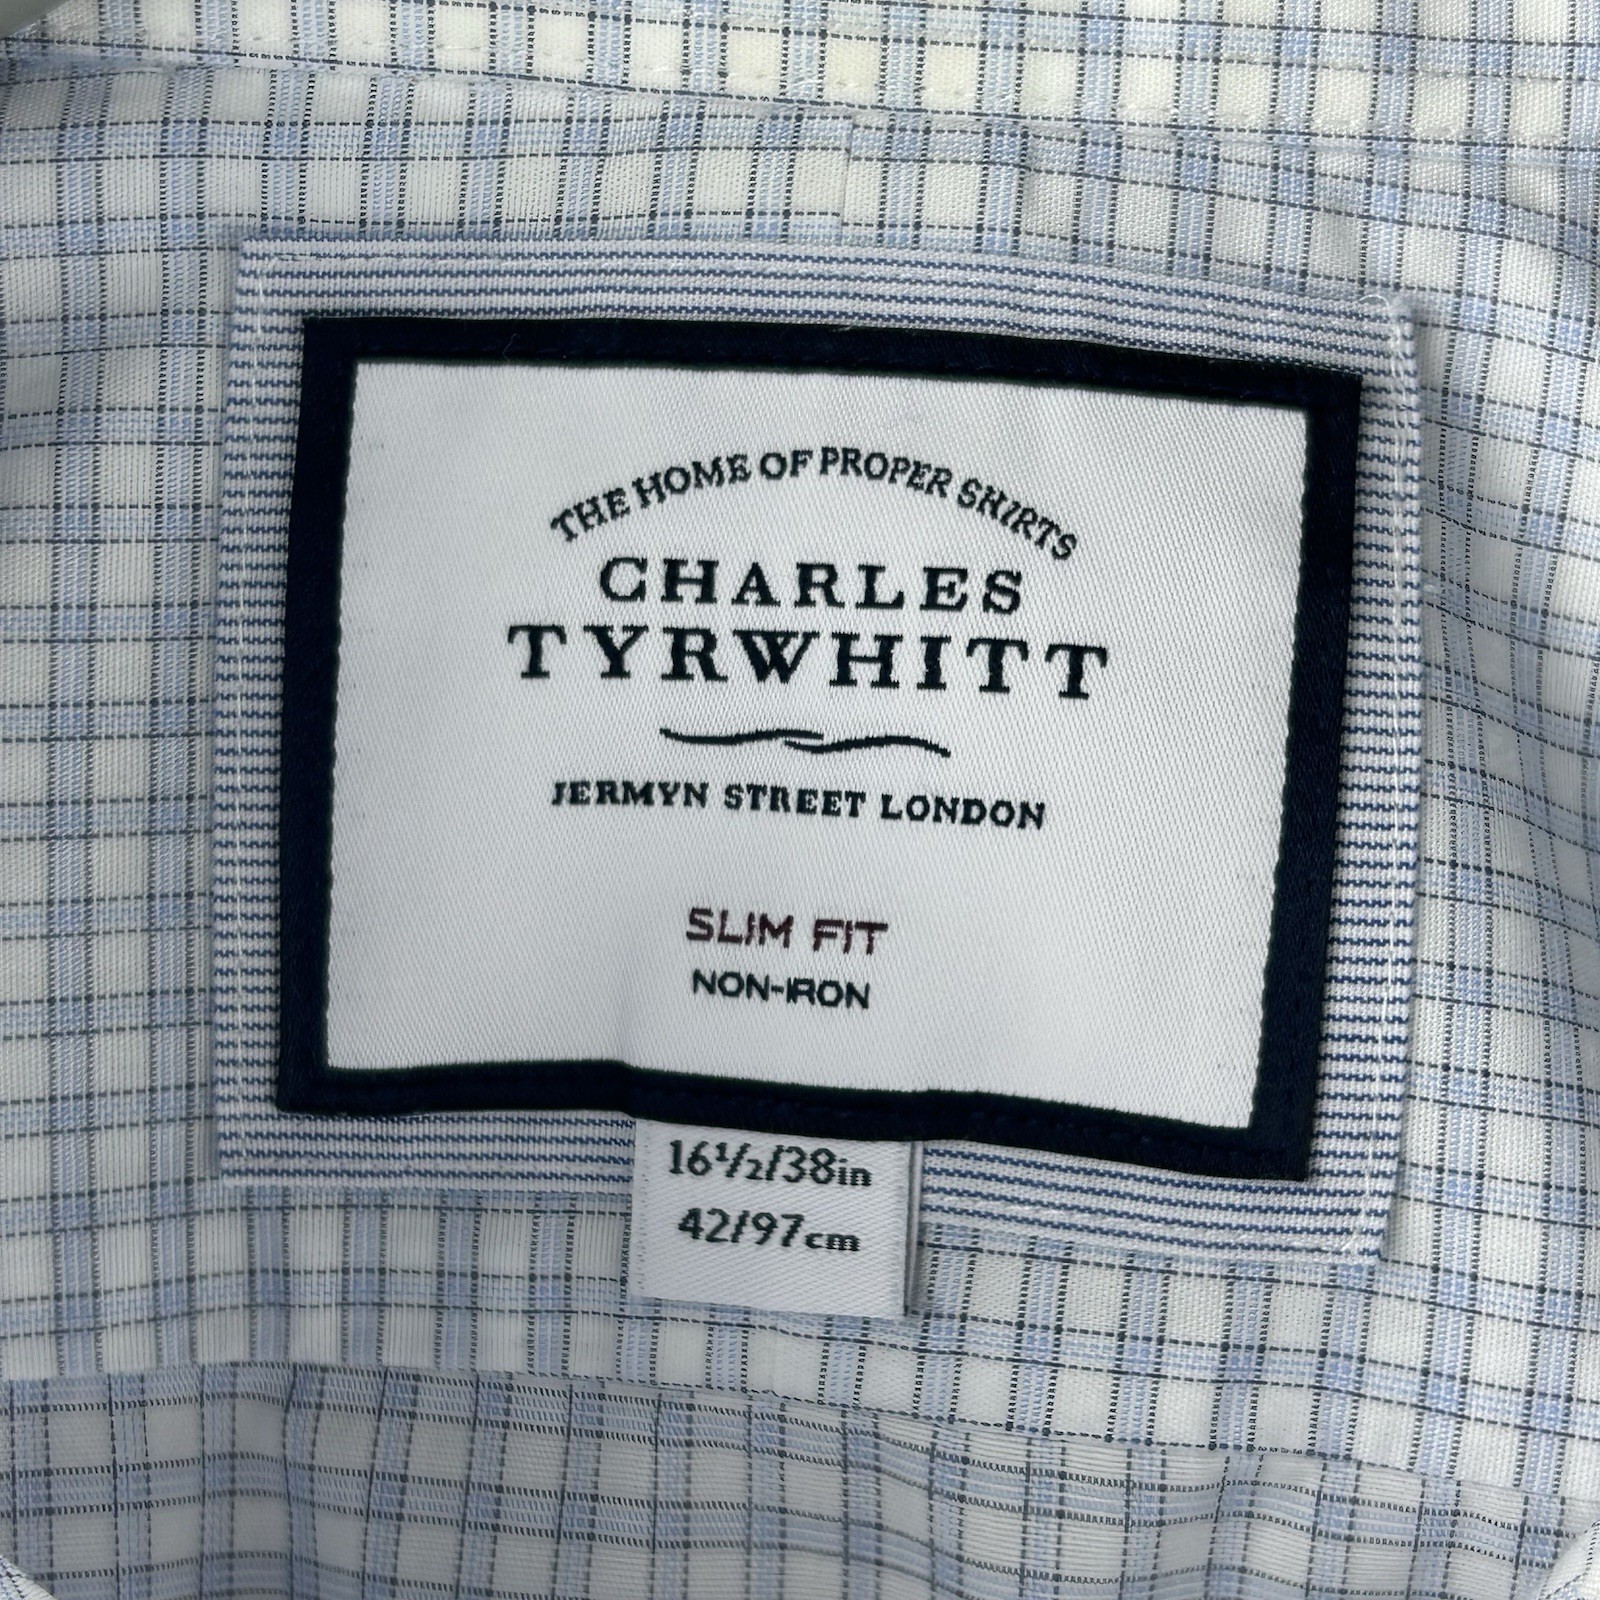 THE HOME OF PROPER SHIRTS
CHARLES
TYRWHITT
JERMYN STREET LONDON
SLIM FIT
NON-IRON
16½/38in
42/97cm